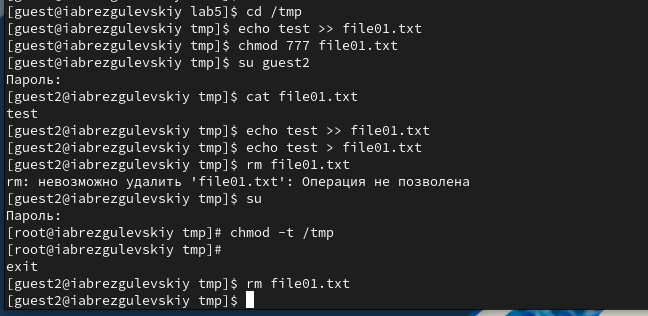 [guest@iabrezgulevskiy lab5]$ cd /tmp
[guest@iabrezgulevskiy tmp]$ echo test >> file01.txt
[guest@iabrezgulevskiy tmp]$ chmod 777 file01.txt
[guest@iabrezgulevskiy tmp]$ su guest2
Пароль:
[guest2@iabrezgulevskiy tmp]$ cat file01.txt
test
[guest2@iabrezgulevskiy tmp]$ echo test >> file01.txt
[guest2@iabrezgulevskiy tmp]$ echo test > file01.txt
[guest2@iabrezgulevskiy tmp]$ rm file01.txt
rm: невозможно удалить 'file01.txt': Операция не позволена
[guest2@iabrezgulevskiy tmp]$ su
Пароль:
[root@iabrezgulevskiy tmp]# chmod -t /tmp
[root@iabrezgulevskiy tmp]#
exit
[guest2@iabrezgulevskiy tmp]$ rm file01.txt
[guest2@iabrezgulevskiy tmp]$